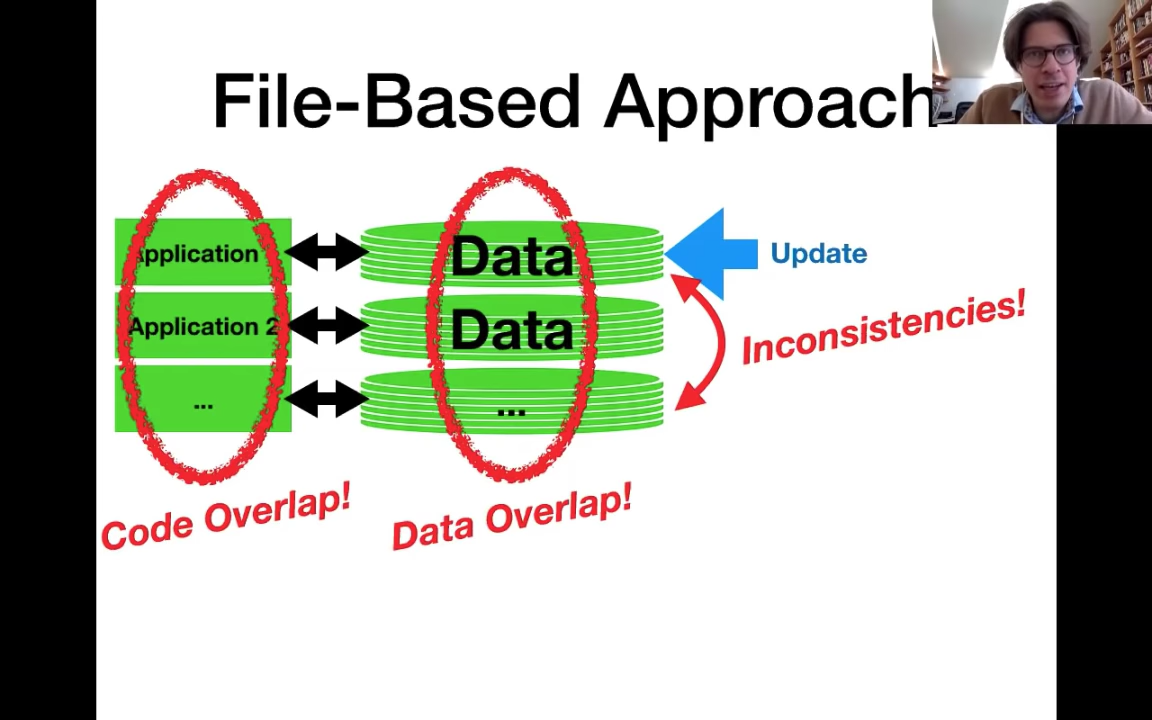 File-Based Approach
Application
Data
Update
Application 2
Data
Inconsistencies!
...
...
Code Overlap!
Data Overlap!